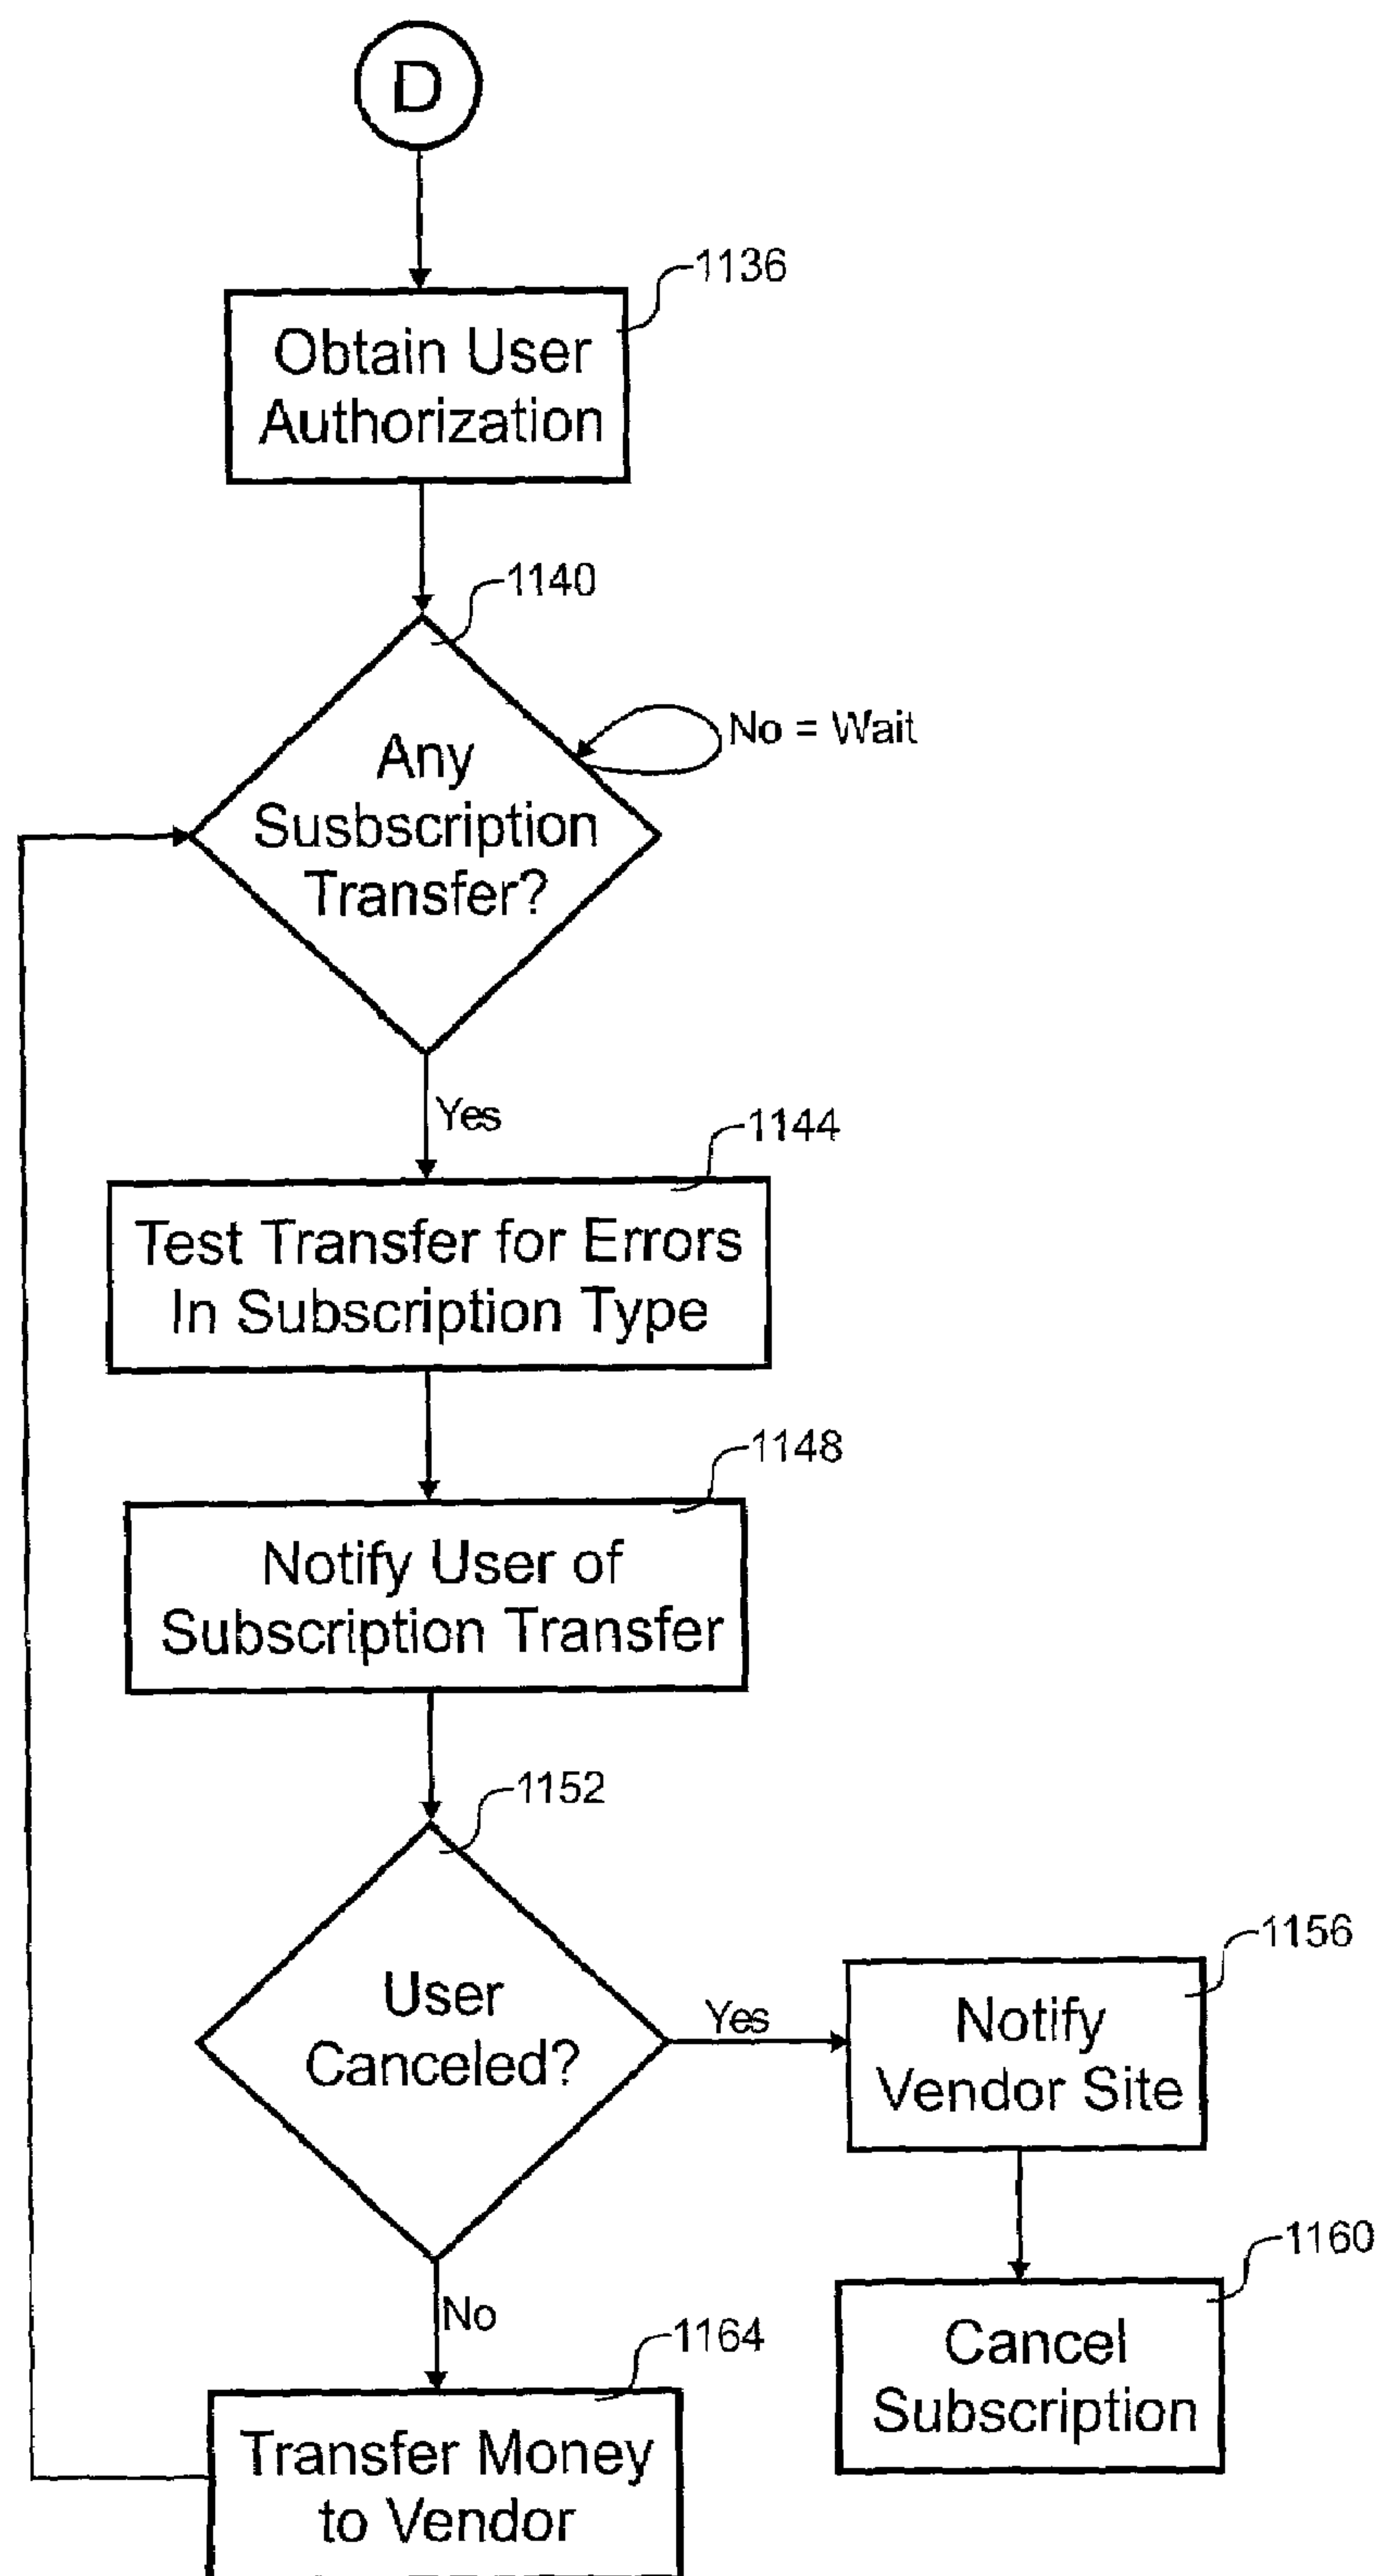 D
1136
Obtain User
Authorization
1140
No = Wait
Any
Susbscription
Transfer?
Yes
1144
Test Transfer for Errors
In Subscription Type
1148
Notify User of
Subscription Transfer
1152
User
Canceled?
Yes
1156
Notify
Vendor Site
1160
Cancel
Subscription
No
1164
Transfer Money
to Vendor